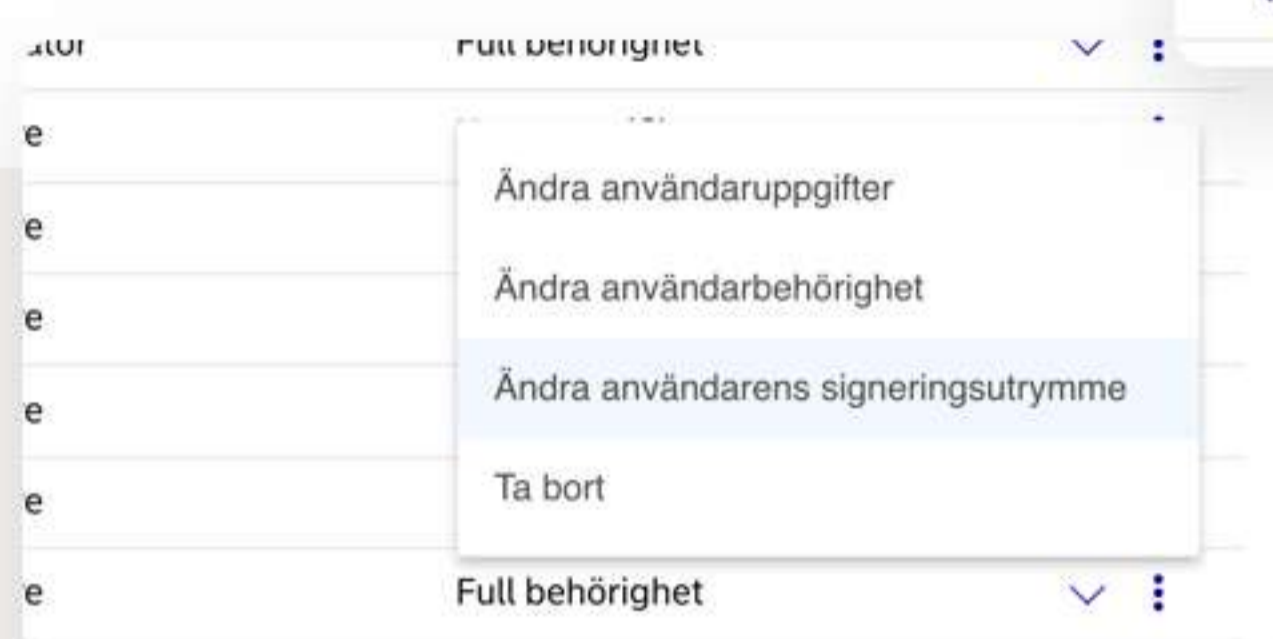 Full behörighet
e
Ändra användaruppgifter
e
Ändra användarbehörighet
e
Ändra användarens signeringsutrymme
e
Ta bort
e
e Full behörighet